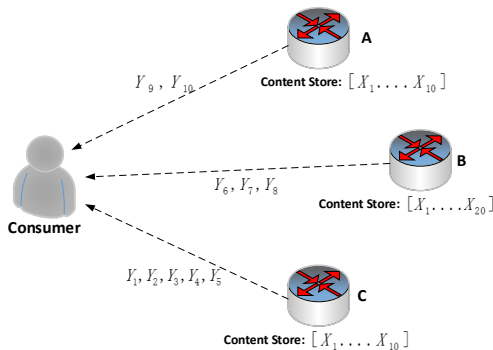 A
Content Store: [ X₁ . . . . X₁₀ ]
Y₉ , Y₁₀
B
Y₆, Y₇, Y₈
Content Store: [X₁ . . . . X₂₀ ]
Consumer
Y₁, Y₂, Y₃, Y₄, Y₅
C
Content Store: [ X₁ . . . . X₁₀ ]